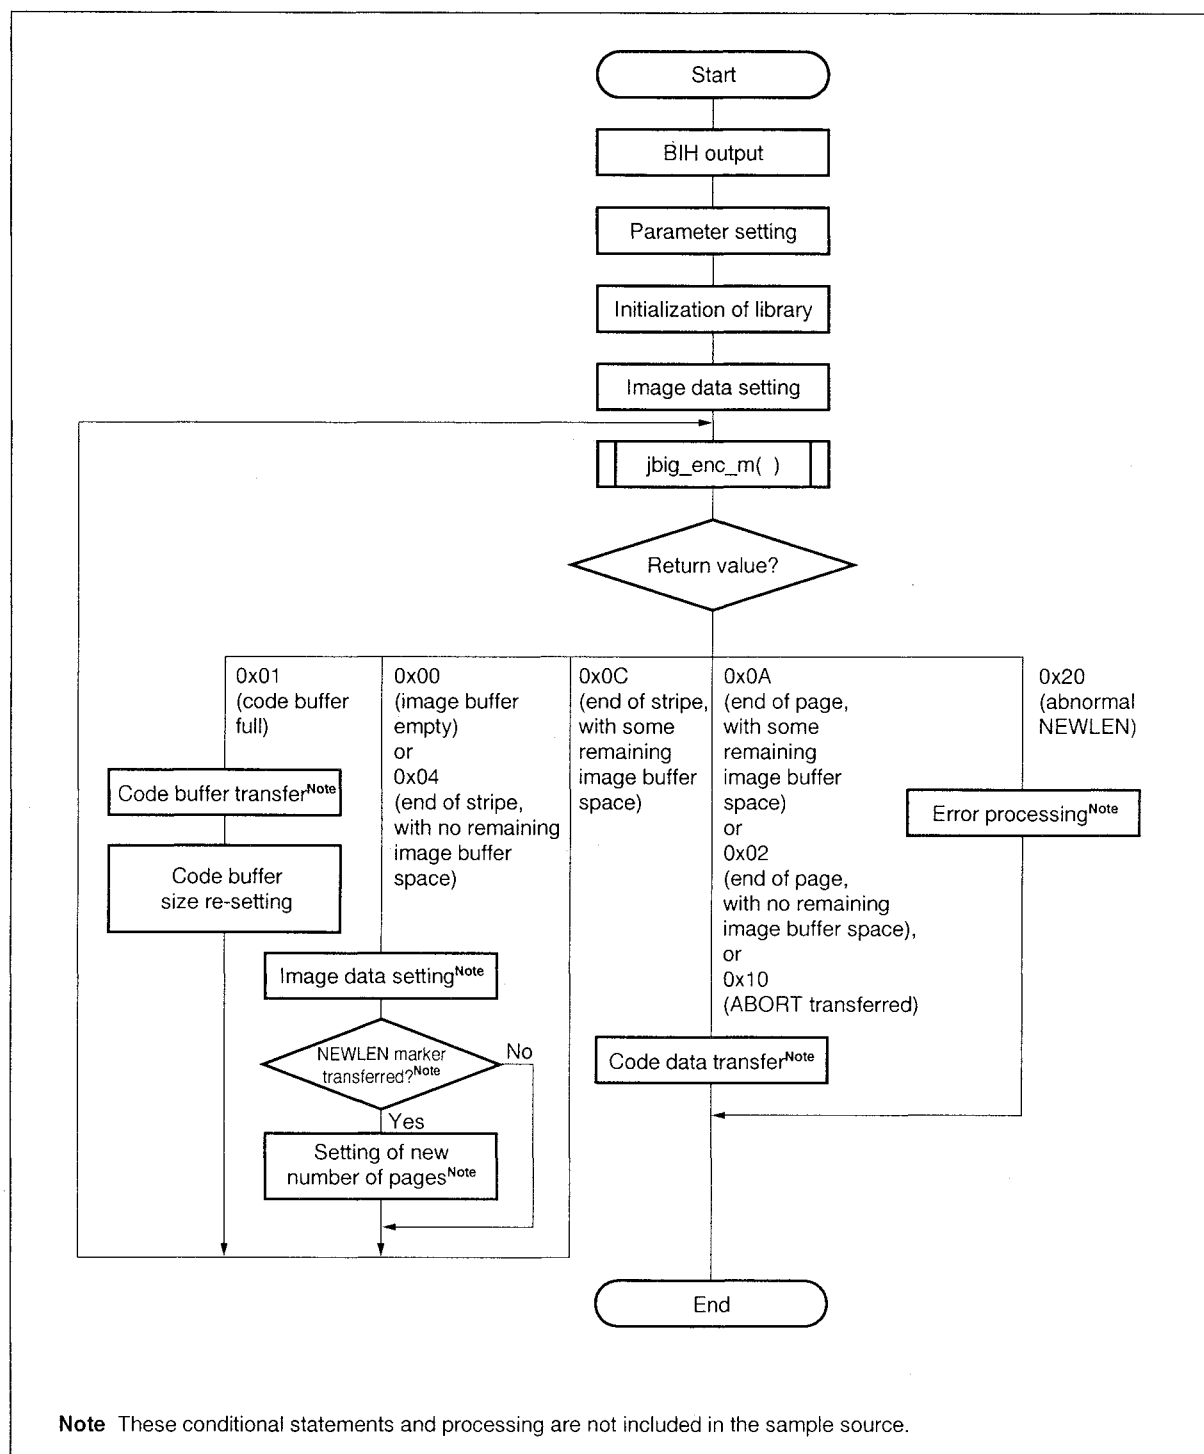 Start
BIH output
Parameter setting
Initialization of library
Image data setting
jbig_enc_m( )
Return value?
0x01
(code buffer
full)
Code buffer transferNote
Code buffer
size re-setting
0x00
(image buffer
empty)
or
0x04
(end of stripe,
with no remaining
image buffer
space)
Image data settingNote
NEWLEN marker
transferred?Note
No
Yes
Setting of new
number of pagesNote
0x0C
(end of stripe,
with some
remaining
image buffer
space)
0x0A
(end of page,
with some
remaining
image buffer
space)
or
0x02
(end of page,
with no remaining
image buffer space),
or
0x10
(ABORT transferred)
Code data transferNote
0x20
(abnormal
NEWLEN)
Error processingNote
End
Note These conditional statements and processing are not included in the sample source.